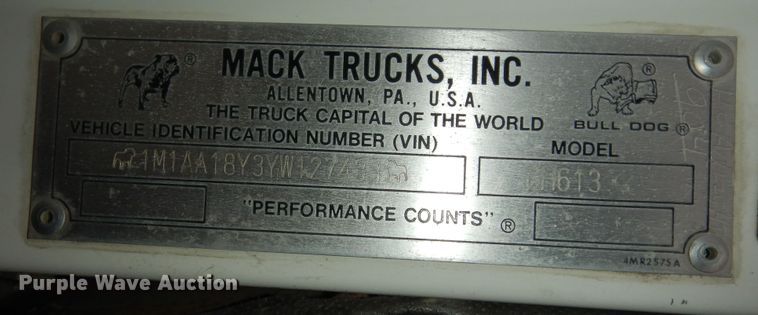 MACK TRUCKS, INC.
ALLENTOWN, PA., U.S.A.
THE TRUCK CAPITAL OF THE WORLD
BULL DOG ®
VEHICLE IDENTIFICATION NUMBER (VIN)
MODEL
"PERFORMANCE COUNTS" ®
4MR2575A
Purple Wave Auction